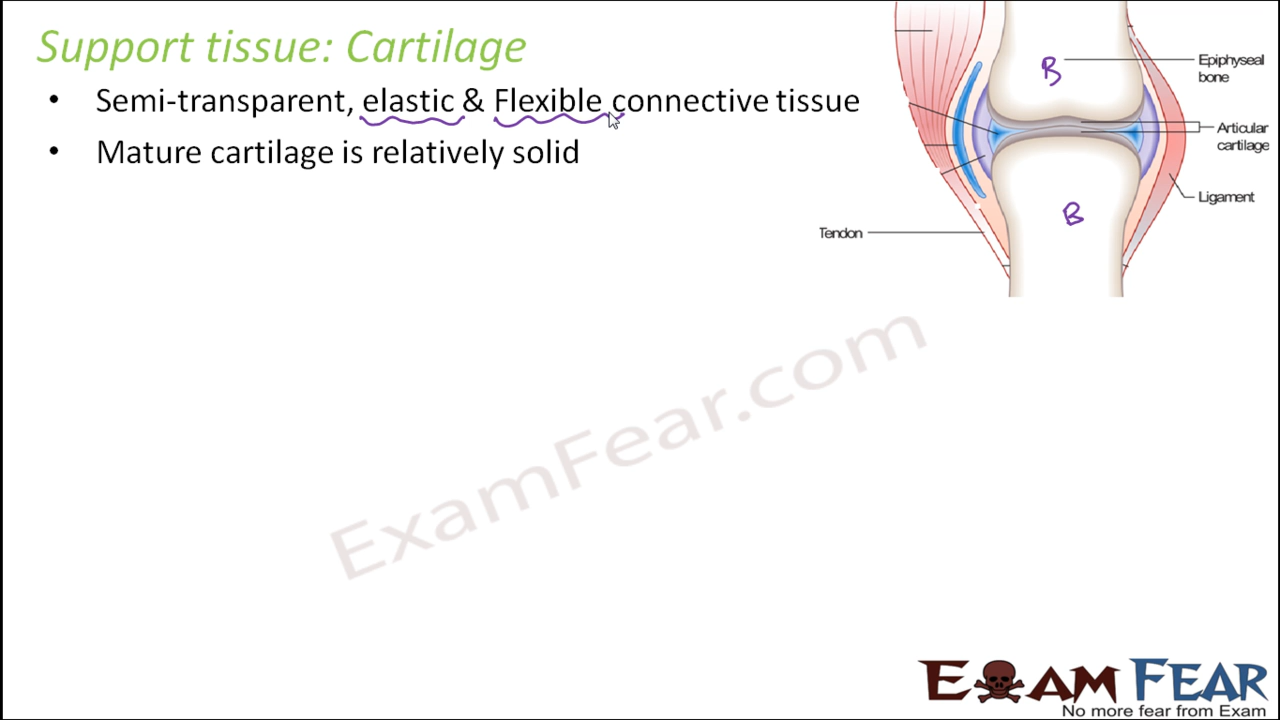 Support tissue: Cartilage
• Semi-transparent, elastic & Flexible connective tissue
• Mature cartilage is relatively solid
B
Epiphyseal
bone
Articular
cartilage
Ligament
B
Tendon
ExamFear.com
EXAM FEAR
No more fear from Exam